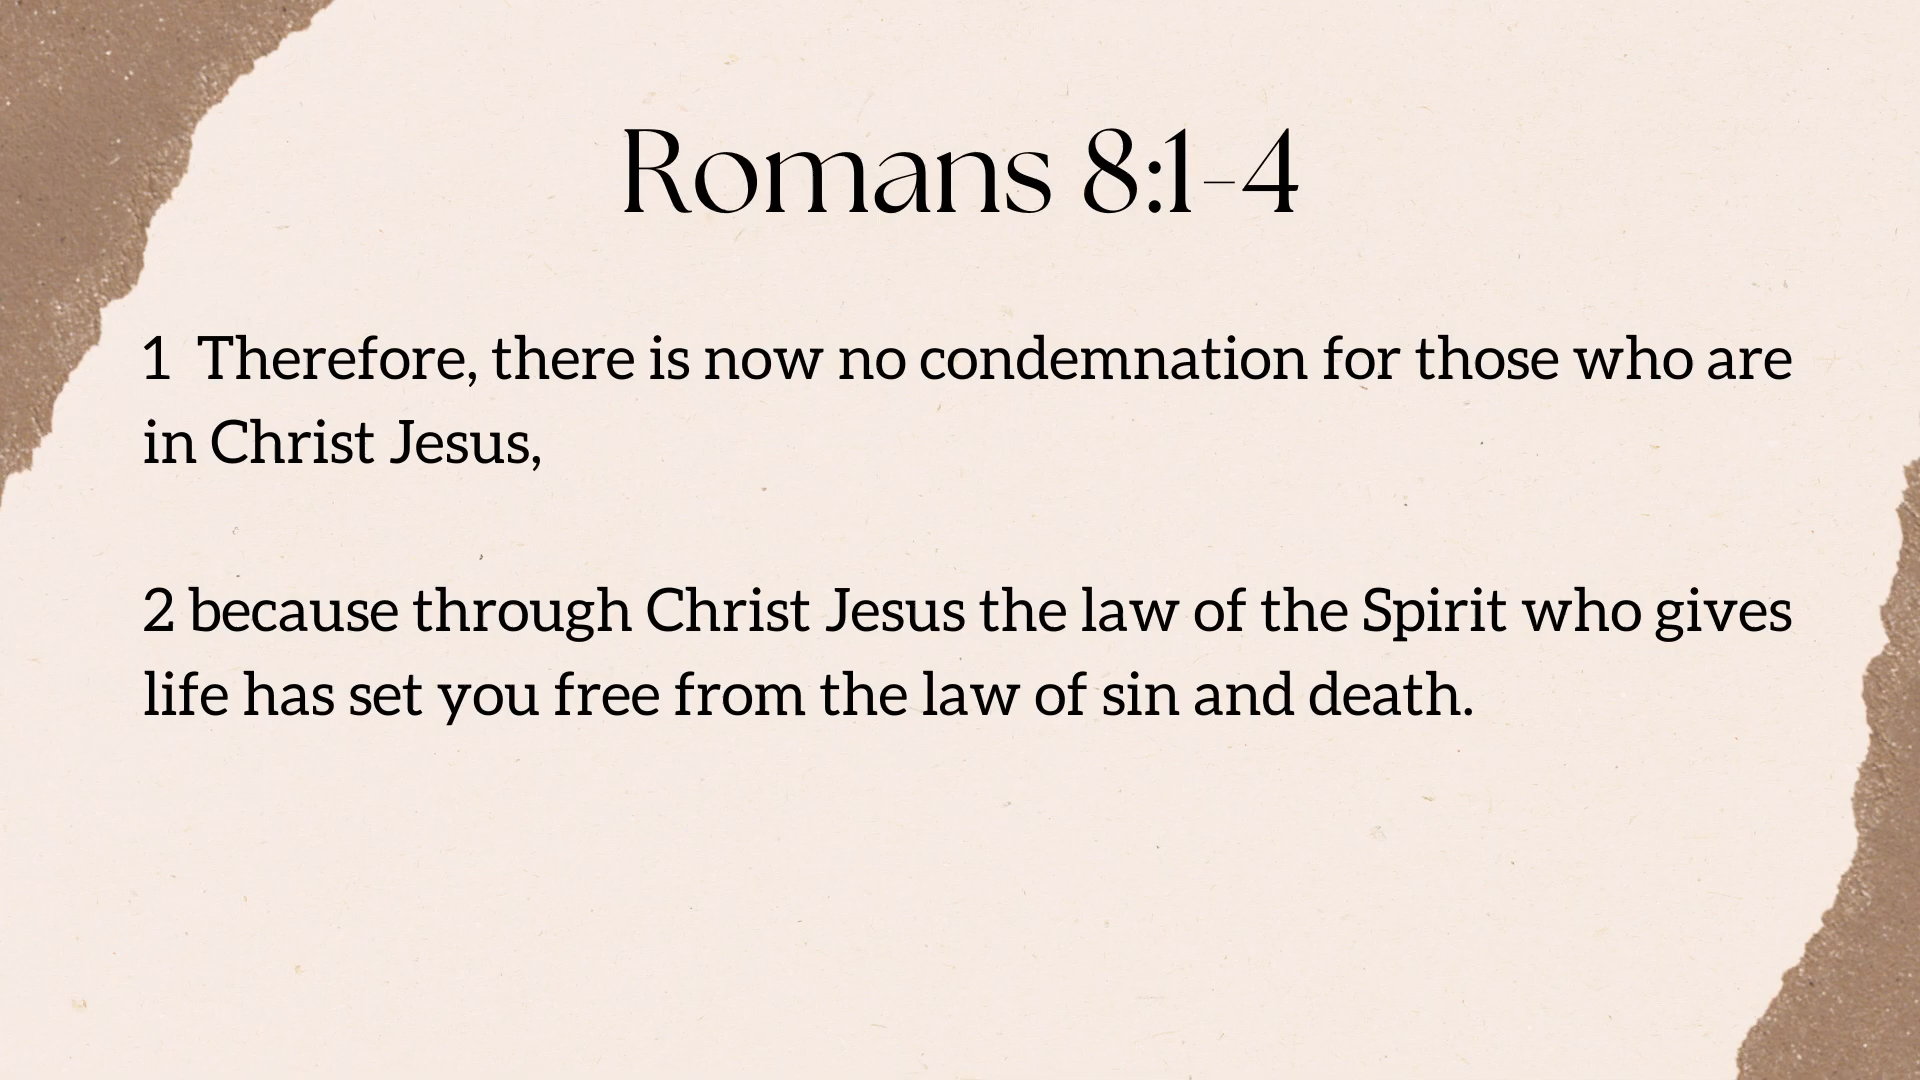 Romans 8:1-4
1  Therefore, there is now no condemnation for those who are
in Christ Jesus,
2 because through Christ Jesus the law of the Spirit who gives
life has set you free from the law of sin and death.